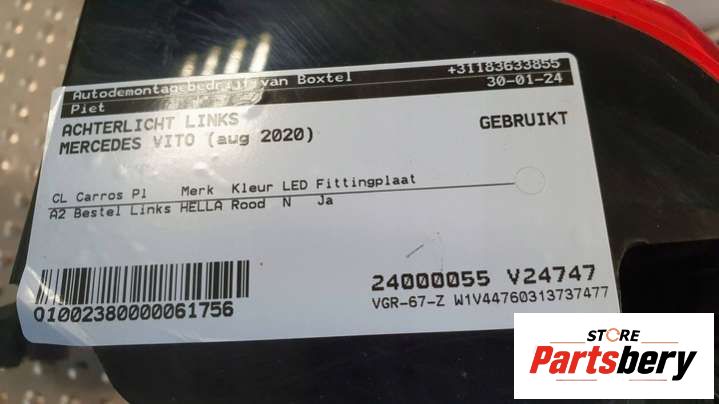 Autodemontagebedrijf van Boxtel +31183633855
Piet 30-01-24
ACHTERLICHT LINKS GEBRUIKT
MERCEDES VITO (aug 2020)
CL Carros Pl Merk Kleur LED Fittingplaat
A2 Bestel Links HELLA Rood N Ja
01002380000061756
24000055 V24747
VGR-67-Z W1V44760313737477
STORE
Partsbery